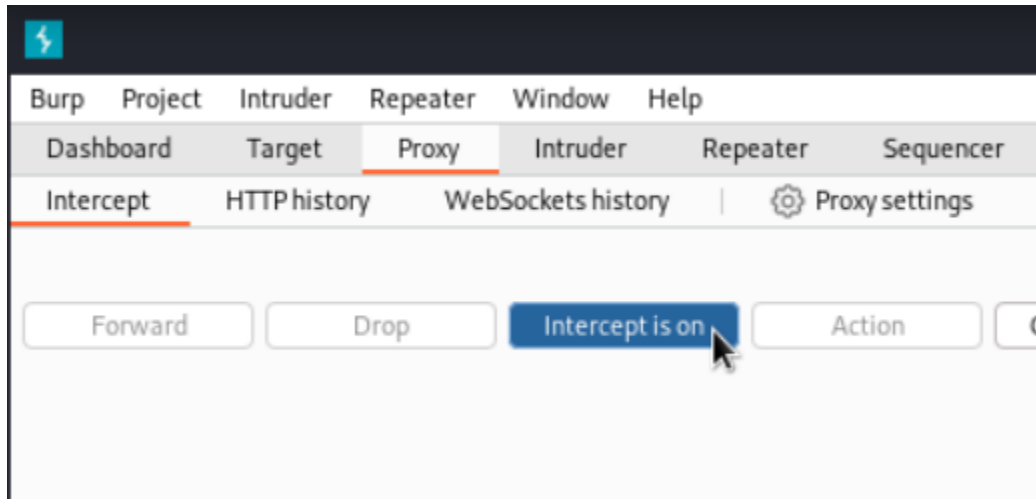 Burp Project Intruder Repeater Window Help
Dashboard Target Proxy Intruder Repeater Sequencer
Intercept HTTP history WebSockets history Proxy settings
Forward Drop Intercept is on Action